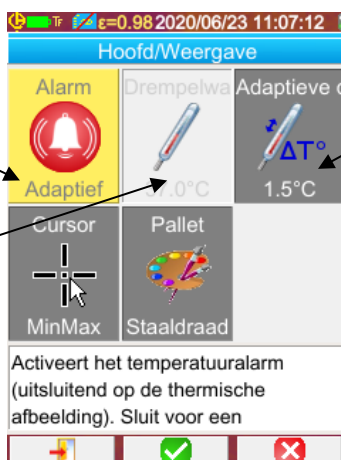 Tr ε=0.98 2020/06/23 11:07:12
Hoofd/Weergave
Alarm Drempelwa Adaptieve
Adaptief 37.0°C ΔT° 1.5°C
Cursor Pallet
MinMax Staaldraad
Activeert het temperatuuralarm
(uitsluitend op de thermische
afbeelding). Sluit voor een